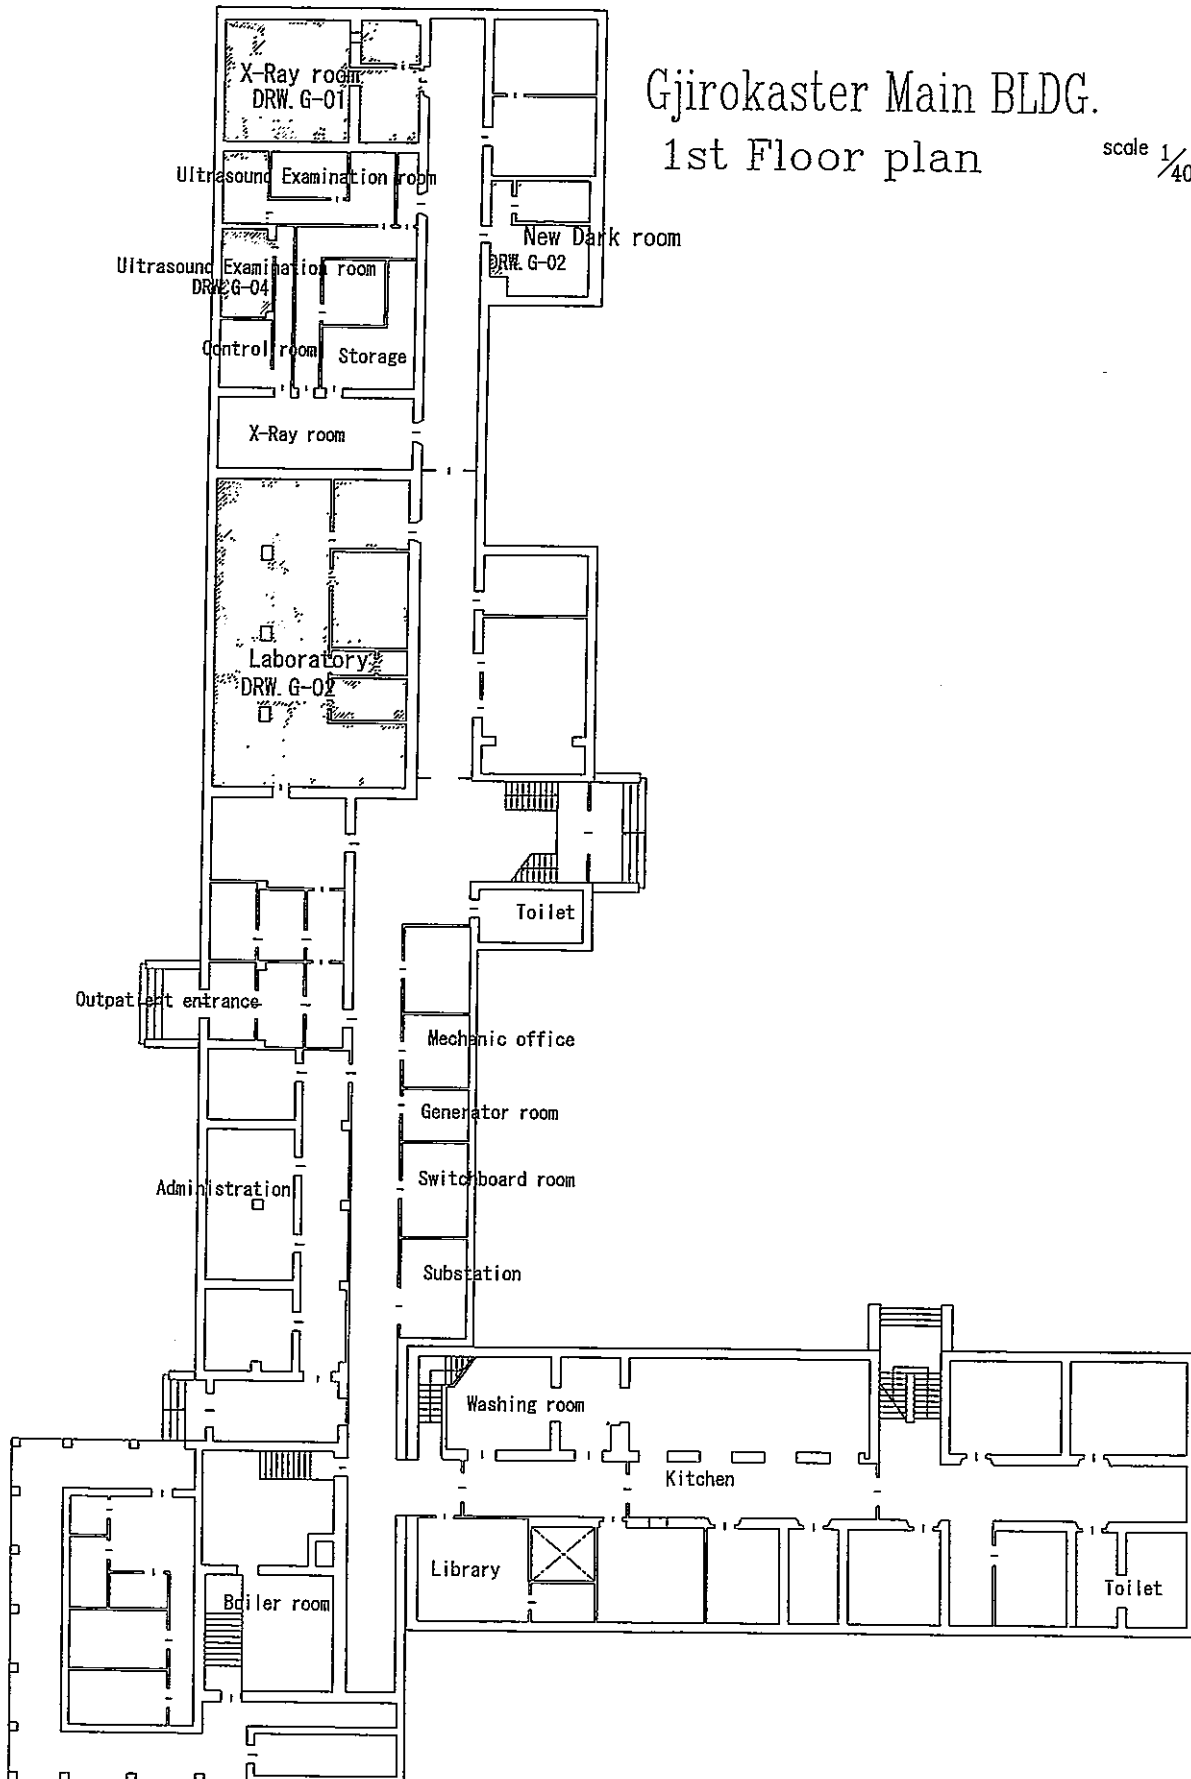 Gjirokaster Main BLDG.
1st Floor plan
scale 1/40
X-Ray room
DRW. G-01
Ultrasound Examination room
New Dark room
DRW. G-02
Ultrasound Examination room
DRW. G-04
Control room
Storage
X-Ray room
Laboratory
DRW. G-02
Toilet
Outpatient entrance
Mechanic office
Generator room
Administration
Switchboard room
Substation
Washing room
Kitchen
Library
Boiler room
Toilet